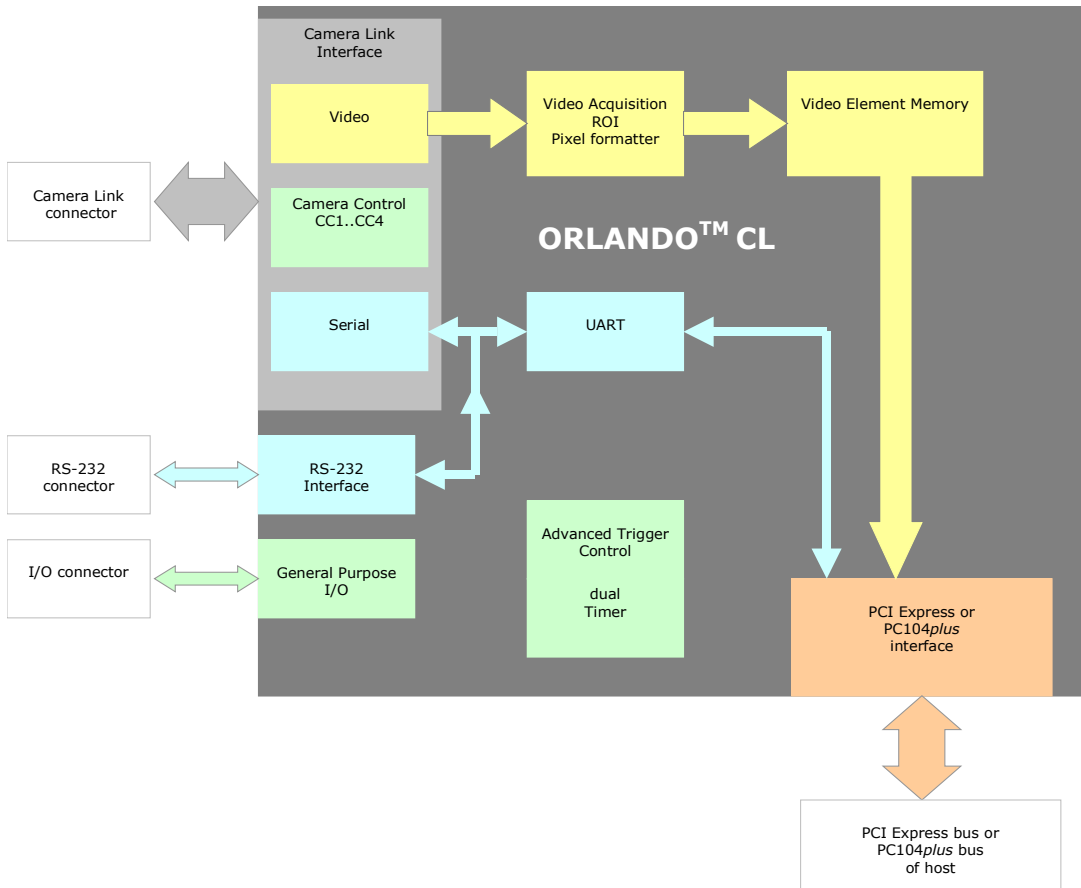 Camera Link
Interface
Video
Video Acquisition
ROI
Pixel formatter
Video Element Memory
Camera Link
connector
Camera Control
CC1..CC4
ORLANDO™ CL
Serial
UART
RS-232
connector
RS-232
Interface
I/O connector
General Purpose
I/O
Advanced Trigger
Control
dual
Timer
PCI Express or
PC104plus
interface
PCI Express bus or
PC104plus bus
of host